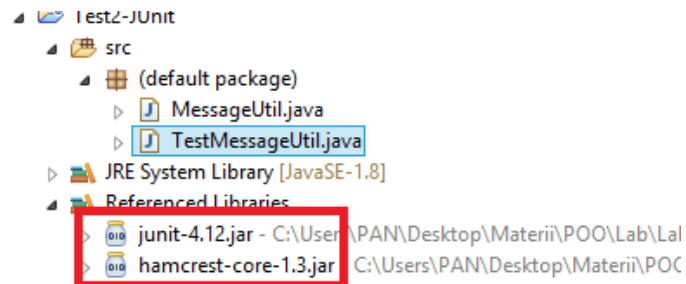 Test2-JUnit
src
(default package)
MessageUtil.java
TestMessageUtil.java
JRE System Library [JavaSE-1.8]
Referenced Libraries
junit-4.12.jar - C:\User \PAN\Desktop\Materii\POO\Lab\Lal
hamcrest-core-1.3.jar C:\Users\PAN\Desktop\Materii\POO